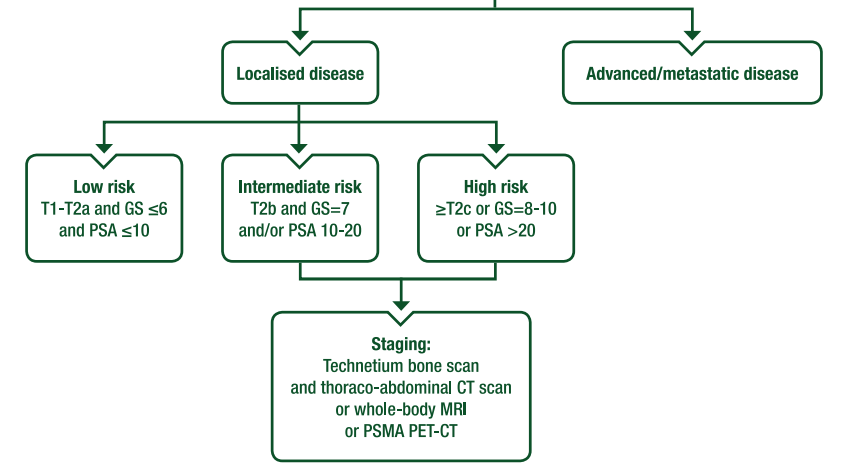 Localised disease
Advanced/metastatic disease
Low risk
T1-T2a and GS ≤6
and PSA ≤10
Intermediate risk
T2b and GS=7
and/or PSA 10-20
High risk
≥T2c or GS=8-10
or PSA >20
Staging:
Technetium bone scan
and thoraco-abdominal CT scan
or whole-body MRI
or PSMA PET-CT